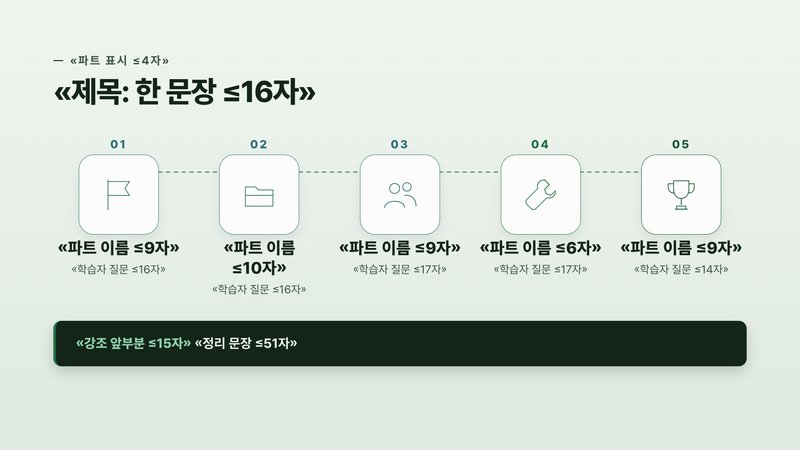 — «파트 표시 ≤4자»
«제목: 한 문장 ≤16자»
01
02
03
04
05
«파트 이름 ≤9자»
«파트 이름
≤10자»
«파트 이름 ≤9자»
«파트 이름 ≤6자»
«파트 이름 ≤9자»
«학습자 질문 ≤16자»
«학습자 질문 ≤16자»
«학습자 질문 ≤17자»
«학습자 질문 ≤17자»
«학습자 질문 ≤14자»
«강조 앞부분 ≤15자» «정리 문장 ≤51자»